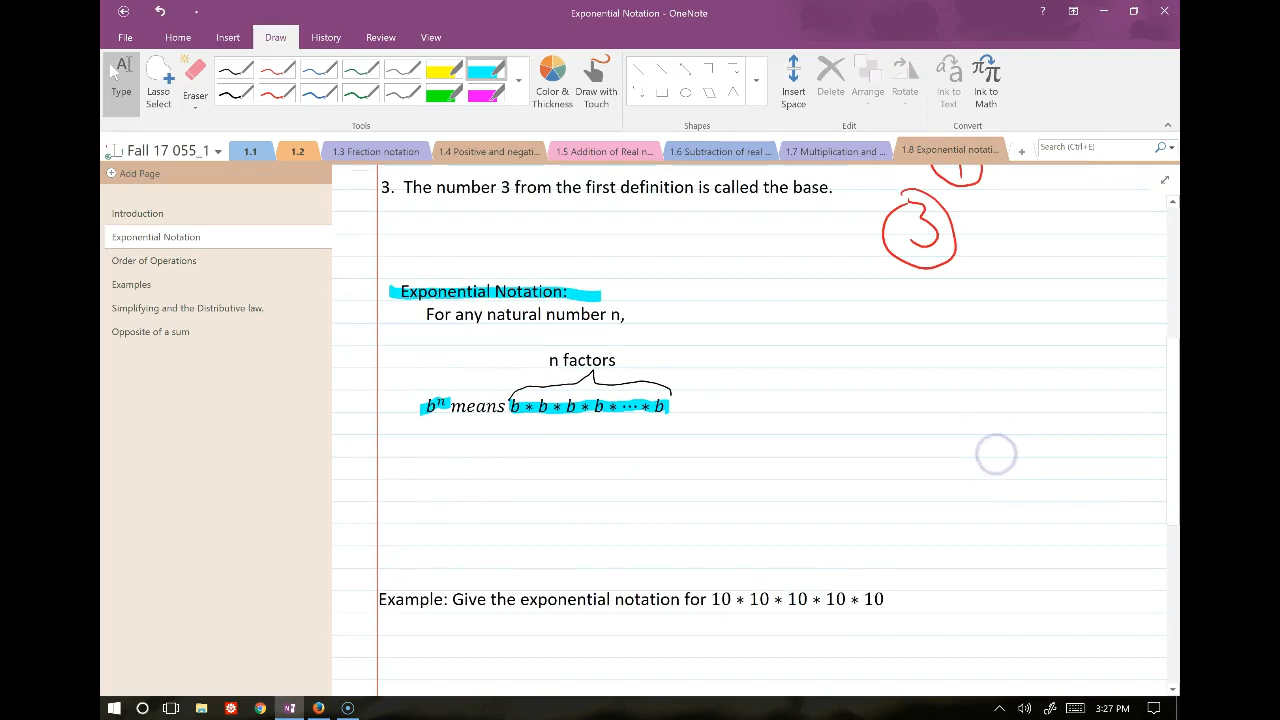 Exponential Notation - OneNote
?
File Home Insert Draw History Review View
Type
Lasso Select
Eraser
Color & Thickness
Draw with Touch
Insert Space
Delete
Arrange
Rotate
Ink to Text
Ink to Math
Tools Shapes Edit Convert
Fall 17 055_1 1.1 1.2 1.3 Fraction notation 1.4 Positive and negati... 1.5 Addition of Real n... 1.6 Subtraction of real ... 1.7 Multiplication and ... 1.8 Exponential notati... Search (Ctrl+E)
Add Page
Introduction
Exponential Notation
Order of Operations
Examples
Simplifying and the Distributive law.
Opposite of a sum
3. The number 3 from the first definition is called the base.
3
Exponential Notation:
For any natural number n,
n factors
bⁿ means b ∗ b ∗ b ∗ b ∗ ⋯ ∗ b
Example: Give the exponential notation for 10 ∗ 10 ∗ 10 ∗ 10 ∗ 10
3:27 PM